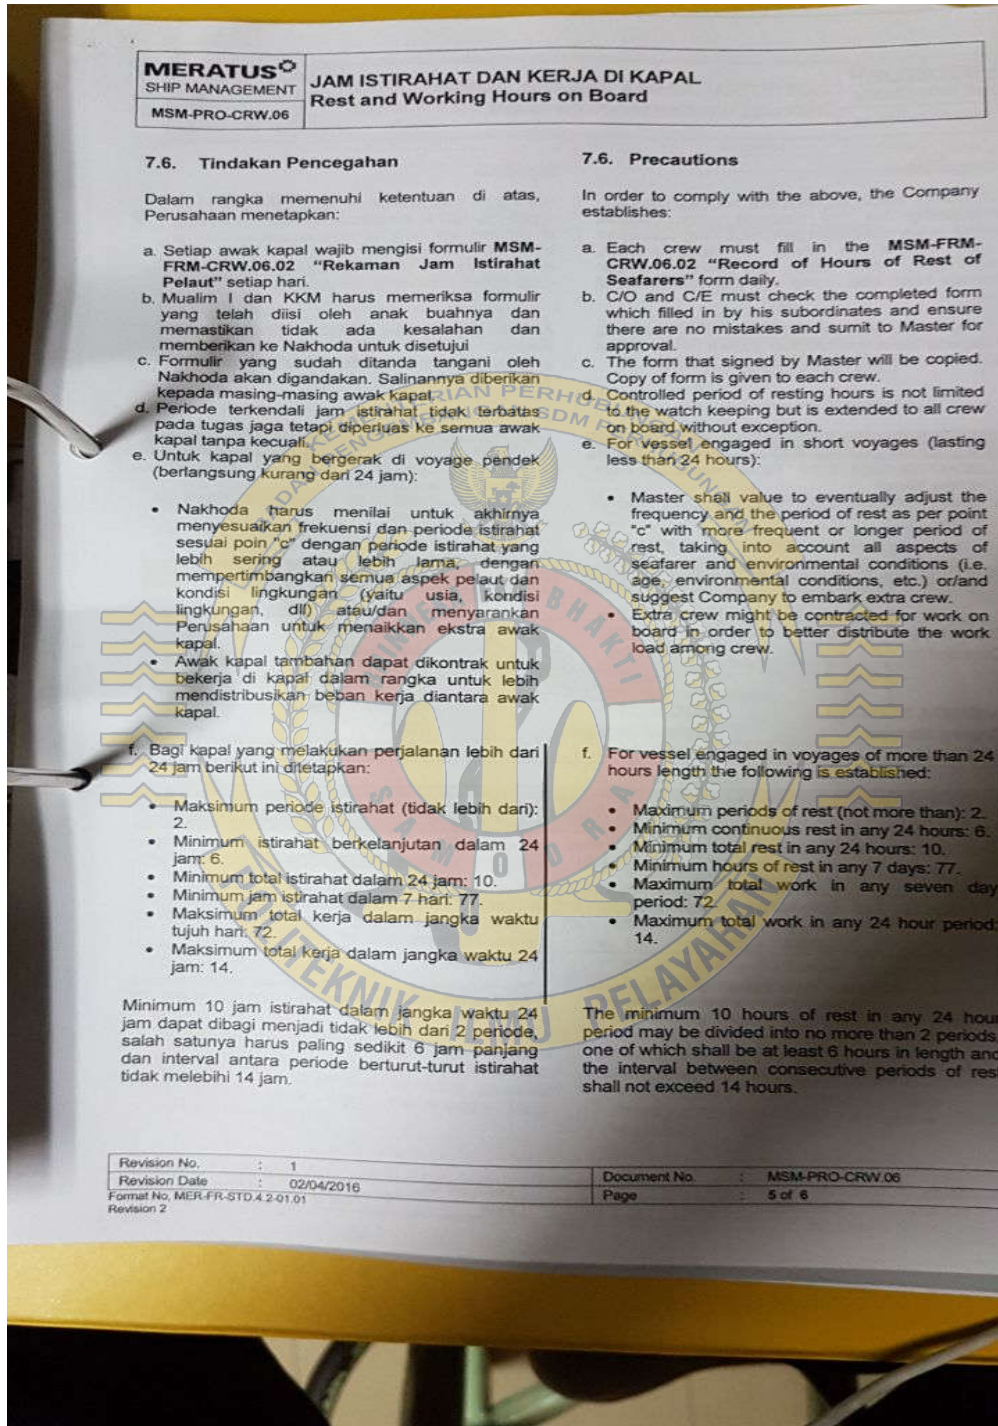 MERATUS
SHIP MANAGEMENT
MSM-PRO-CRW.06
JAM ISTIRAHAT DAN KERJA DI KAPAL
Rest and Working Hours on Board
7.6. Tindakan Pencegahan
Dalam rangka memenuhi ketentuan di atas,
Perusahaan menetapkan:
a. Setiap awak kapal wajib mengisi formulir MSM-
FRM-CRW.06.02 “Rekaman Jam Istirahat
Pelaut” setiap hari.
b. Mualim I dan KKM harus memeriksa formulir
yang telah diisi oleh anak buahnya dan
memastikan tidak ada kesalahan dan
memberikan ke Nakhoda untuk disetujui
c. Formulir yang sudah ditanda tangani oleh
Nakhoda akan digandakan. Salinannya diberikan
kepada masing-masing awak kapal.
d. Periode terkendali jam istirahat tidak terbatas
pada tugas jaga tetapi diperluas ke semua awak
kapal tanpa kecuali.
e. Untuk kapal yang bergerak di voyage pendek
(berlangsung kurang dari 24 jam):
• Nakhoda harus menilai untuk akhirnya
menyesuaikan frekuensi dan periode istirahat
sesuai poin "c" dengan periode istirahat yang
lebih sering atau lebih lama, dengan
mempertimbangkan semua aspek pelaut dan
kondisi lingkungan (yaitu usia, kondisi
lingkungan, dll) atau/dan menyarankan
Perusahaan untuk menaikkan ekstra awak
kapal.
• Awak kapal tambahan dapat dikontrak untuk
bekerja di kapal dalam rangka untuk lebih
mendistribusikan beban kerja diantara awak
kapal.
f. Bagi kapal yang melakukan perjalanan lebih dari
24 jam berikut ini ditetapkan:
• Maksimum periode istirahat (tidak lebih dari):
2.
• Minimum istirahat berkelanjutan dalam 24
jam: 6.
• Minimum total istirahat dalam 24 jam: 10.
• Minimum jam istirahat dalam 7 hari: 77.
• Maksimum total kerja dalam jangka waktu
tujuh hari: 72.
• Maksimum total kerja dalam jangka waktu 24
jam: 14.
Minimum 10 jam istirahat dalam jangka waktu 24
jam dapat dibagi menjadi tidak lebih dari 2 periode,
salah satunya harus paling sedikit 6 jam panjang
dan interval antara periode berturut-turut istirahat
tidak melebihi 14 jam.
7.6. Precautions
In order to comply with the above, the Company
establishes:
a. Each crew must fill in the MSM-FRM-
CRW.06.02 “Record of Hours of Rest of
Seafarers” form daily.
b. C/O and C/E must check the completed form
which filled in by his subordinates and ensure
there are no mistakes and sumit to Master for
approval.
c. The form that signed by Master will be copied.
Copy of form is given to each crew.
d. Controlled period of resting hours is not limited
to the watch keeping but is extended to all crew
on board without exception.
e. For vessel engaged in short voyages (lasting
less than 24 hours):
• Master shall value to eventually adjust the
frequency and the period of rest as per point
"c" with more frequent or longer period of
rest, taking into account all aspects of
seafarer and environmental conditions (i.e.
age, environmental conditions, etc.) or/and
suggest Company to embark extra crew.
• Extra crew might be contracted for work on
board in order to better distribute the work
load among crew.
f. For vessel engaged in voyages of more than 24
hours length the following is established:
• Maximum periods of rest (not more than): 2.
• Minimum continuous rest in any 24 hours: 6.
• Minimum total rest in any 24 hours: 10.
• Minimum hours of rest in any 7 days: 77.
• Maximum total work in any seven day
period: 72.
• Maximum total work in any 24 hour period:
14.
The minimum 10 hours of rest in any 24 hour
period may be divided into no more than 2 periods,
one of which shall be at least 6 hours in length and
the interval between consecutive periods of rest
shall not exceed 14 hours.
Revision No. : 1
Revision Date : 02/04/2016
Document No. : MSM-PRO-CRW.06
Page : 5 of 6
Format No. MER-FR-STD.4.2-01.01
Revision 2
POLITEKNIK ILMU PELAYARAN